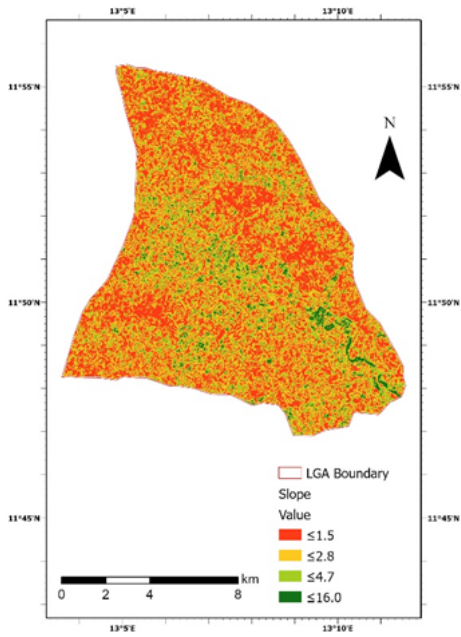 13°5'E 13°10'E
11°55'N 11°55'N
N
11°50'N 11°50'N
LGA Boundary
Slope
Value
11°45'N 11°45'N
≤1.5
≤2.8
≤4.7
≤16.0
km
0 2 4 8
13°5'E 13°10'E